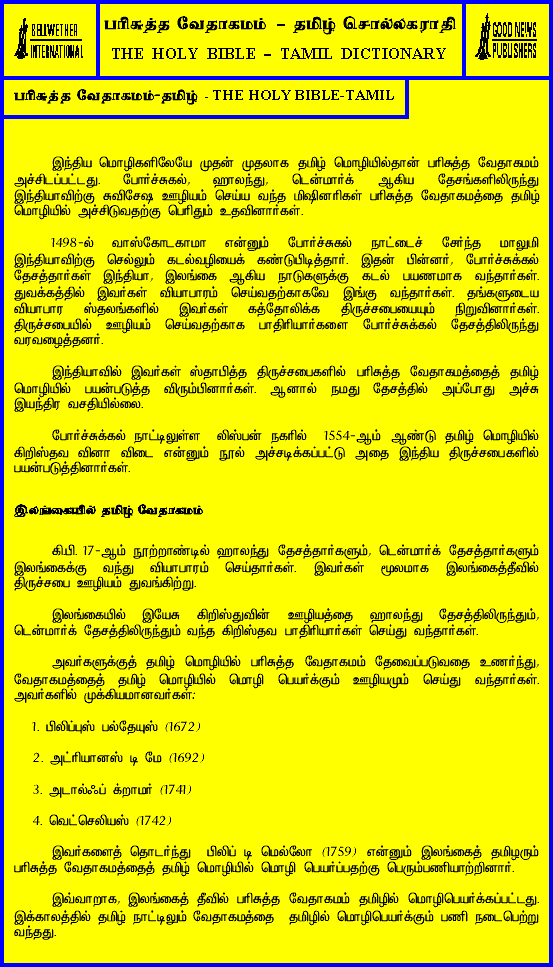 BELLWETHER
INTERNATIONAL
பரிசுத்த வேதாகமம் – தமிழ் சொல்லகராதி
THE HOLY BIBLE – TAMIL DICTIONARY
GOOD NEWS
PUBLISHERS
பரிசுத்த வேதாகமம்-தமிழ் - THE HOLY BIBLE-TAMIL
இந்திய மொழிகளிலேயே முதன் முதலாக தமிழ் மொழியில்தான் பரிசுத்த வேதாகமம்
அச்சிடப்பட்டது. போர்ச்சுகல், ஹாலந்து, டென்மார்க் ஆகிய தேசங்களிலிருந்து
இந்தியாவிற்கு சுவிசேஷ ஊழியம் செய்ய வந்த மிஷினரிகள் பரிசுத்த வேதாகமத்தை தமிழ்
மொழியில் அச்சிடுவதற்கு பெரிதும் உதவினார்கள்.
1498-ல் வாஸ்கோடகாமா என்னும் போர்ச்சுகல் நாட்டைச் சேர்ந்த மாலுமி
இந்தியாவிற்கு செல்லும் கடல்வழியைக் கண்டுபிடித்தார். இதன் பின்னர், போர்ச்சுக்கல்
தேசத்தார்கள் இந்தியா, இலங்கை ஆகிய நாடுகளுக்கு கடல் பயணமாக வந்தார்கள்.
துவக்கத்தில் இவர்கள் வியாபாரம் செய்வதற்காகவே இங்கு வந்தார்கள். தங்களுடைய
வியாபார ஸ்தலங்களில் இவர்கள் கத்தோலிக்க திருச்சபையையும் நிறுவினார்கள்.
திருச்சபையில் ஊழியம் செய்வதற்காக பாதிரியார்களை போர்ச்சுக்கல் தேசத்திலிருந்து
வரவழைத்தனர்.
இந்தியாவில் இவர்கள் ஸ்தாபித்த திருச்சபைகளில் பரிசுத்த வேதாகமத்தைத் தமிழ்
மொழியில் பயன்படுத்த விரும்பினார்கள். ஆனால் நமது தேசத்தில் அப்போது அச்சு
இயந்திர வசதியில்லை.
போர்ச்சுக்கல் நாட்டிலுள்ள லிஸ்பன் நகரில் 1554-ஆம் ஆண்டு தமிழ் மொழியில்
கிறிஸ்தவ வினா விடை என்னும் நூல் அச்சடிக்கப்பட்டு அதை இந்திய திருச்சபைகளில்
பயன்படுத்தினார்கள்.
இலங்கையில் தமிழ் வேதாகமம்
கி.பி. 17-ஆம் நூற்றாண்டில் ஹாலந்து தேசத்தார்களும், டென்மார்க் தேசத்தார்களும்
இலங்கைக்கு வந்து வியாபாரம் செய்தார்கள். இவர்கள் மூலமாக இலங்கைத்தீவில்
திருச்சபை ஊழியம் துவங்கிற்று.
இலங்கையில் இயேசு கிறிஸ்துவின் ஊழியத்தை ஹாலந்து தேசத்திலிருந்தும்,
டென்மார்க் தேசத்திலிருந்தும் வந்த கிறிஸ்தவ பாதிரியார்கள் செய்து வந்தார்கள்.
அவர்களுக்குத் தமிழ் மொழியில் பரிசுத்த வேதாகமம் தேவைப்படுவதை உணர்ந்து,
வேதாகமத்தைத் தமிழ் மொழியில் மொழி பெயர்க்கும் ஊழியமும் செய்து வந்தார்கள்.
அவர்களில் முக்கியமானவர்கள்:
1. பிலிப்புஸ் பல்தேயுஸ் (1672)
2. அட்ரியானஸ் டி மே (1692)
3. அடால்ஃப் க்றாமர் (1741)
4. வெட்செலியஸ் (1742)
இவர்களைத் தொடர்ந்து பிலிப் டி மெல்லோ (1759) என்னும் இலங்கைத் தமிழரும்
பரிசுத்த வேதாகமத்தைத் தமிழ் மொழியில் மொழி பெயர்ப்பதற்கு பெரும்பணியாற்றினார்.
இவ்வாறாக, இலங்கைத் தீவில் பரிசுத்த வேதாகமம் தமிழில் மொழிபெயர்க்கப்பட்டது.
இக்காலத்தில் தமிழ் நாட்டிலும் வேதாகமத்தை தமிழில் மொழிபெயர்க்கும் பணி நடைபெற்று
வந்தது.